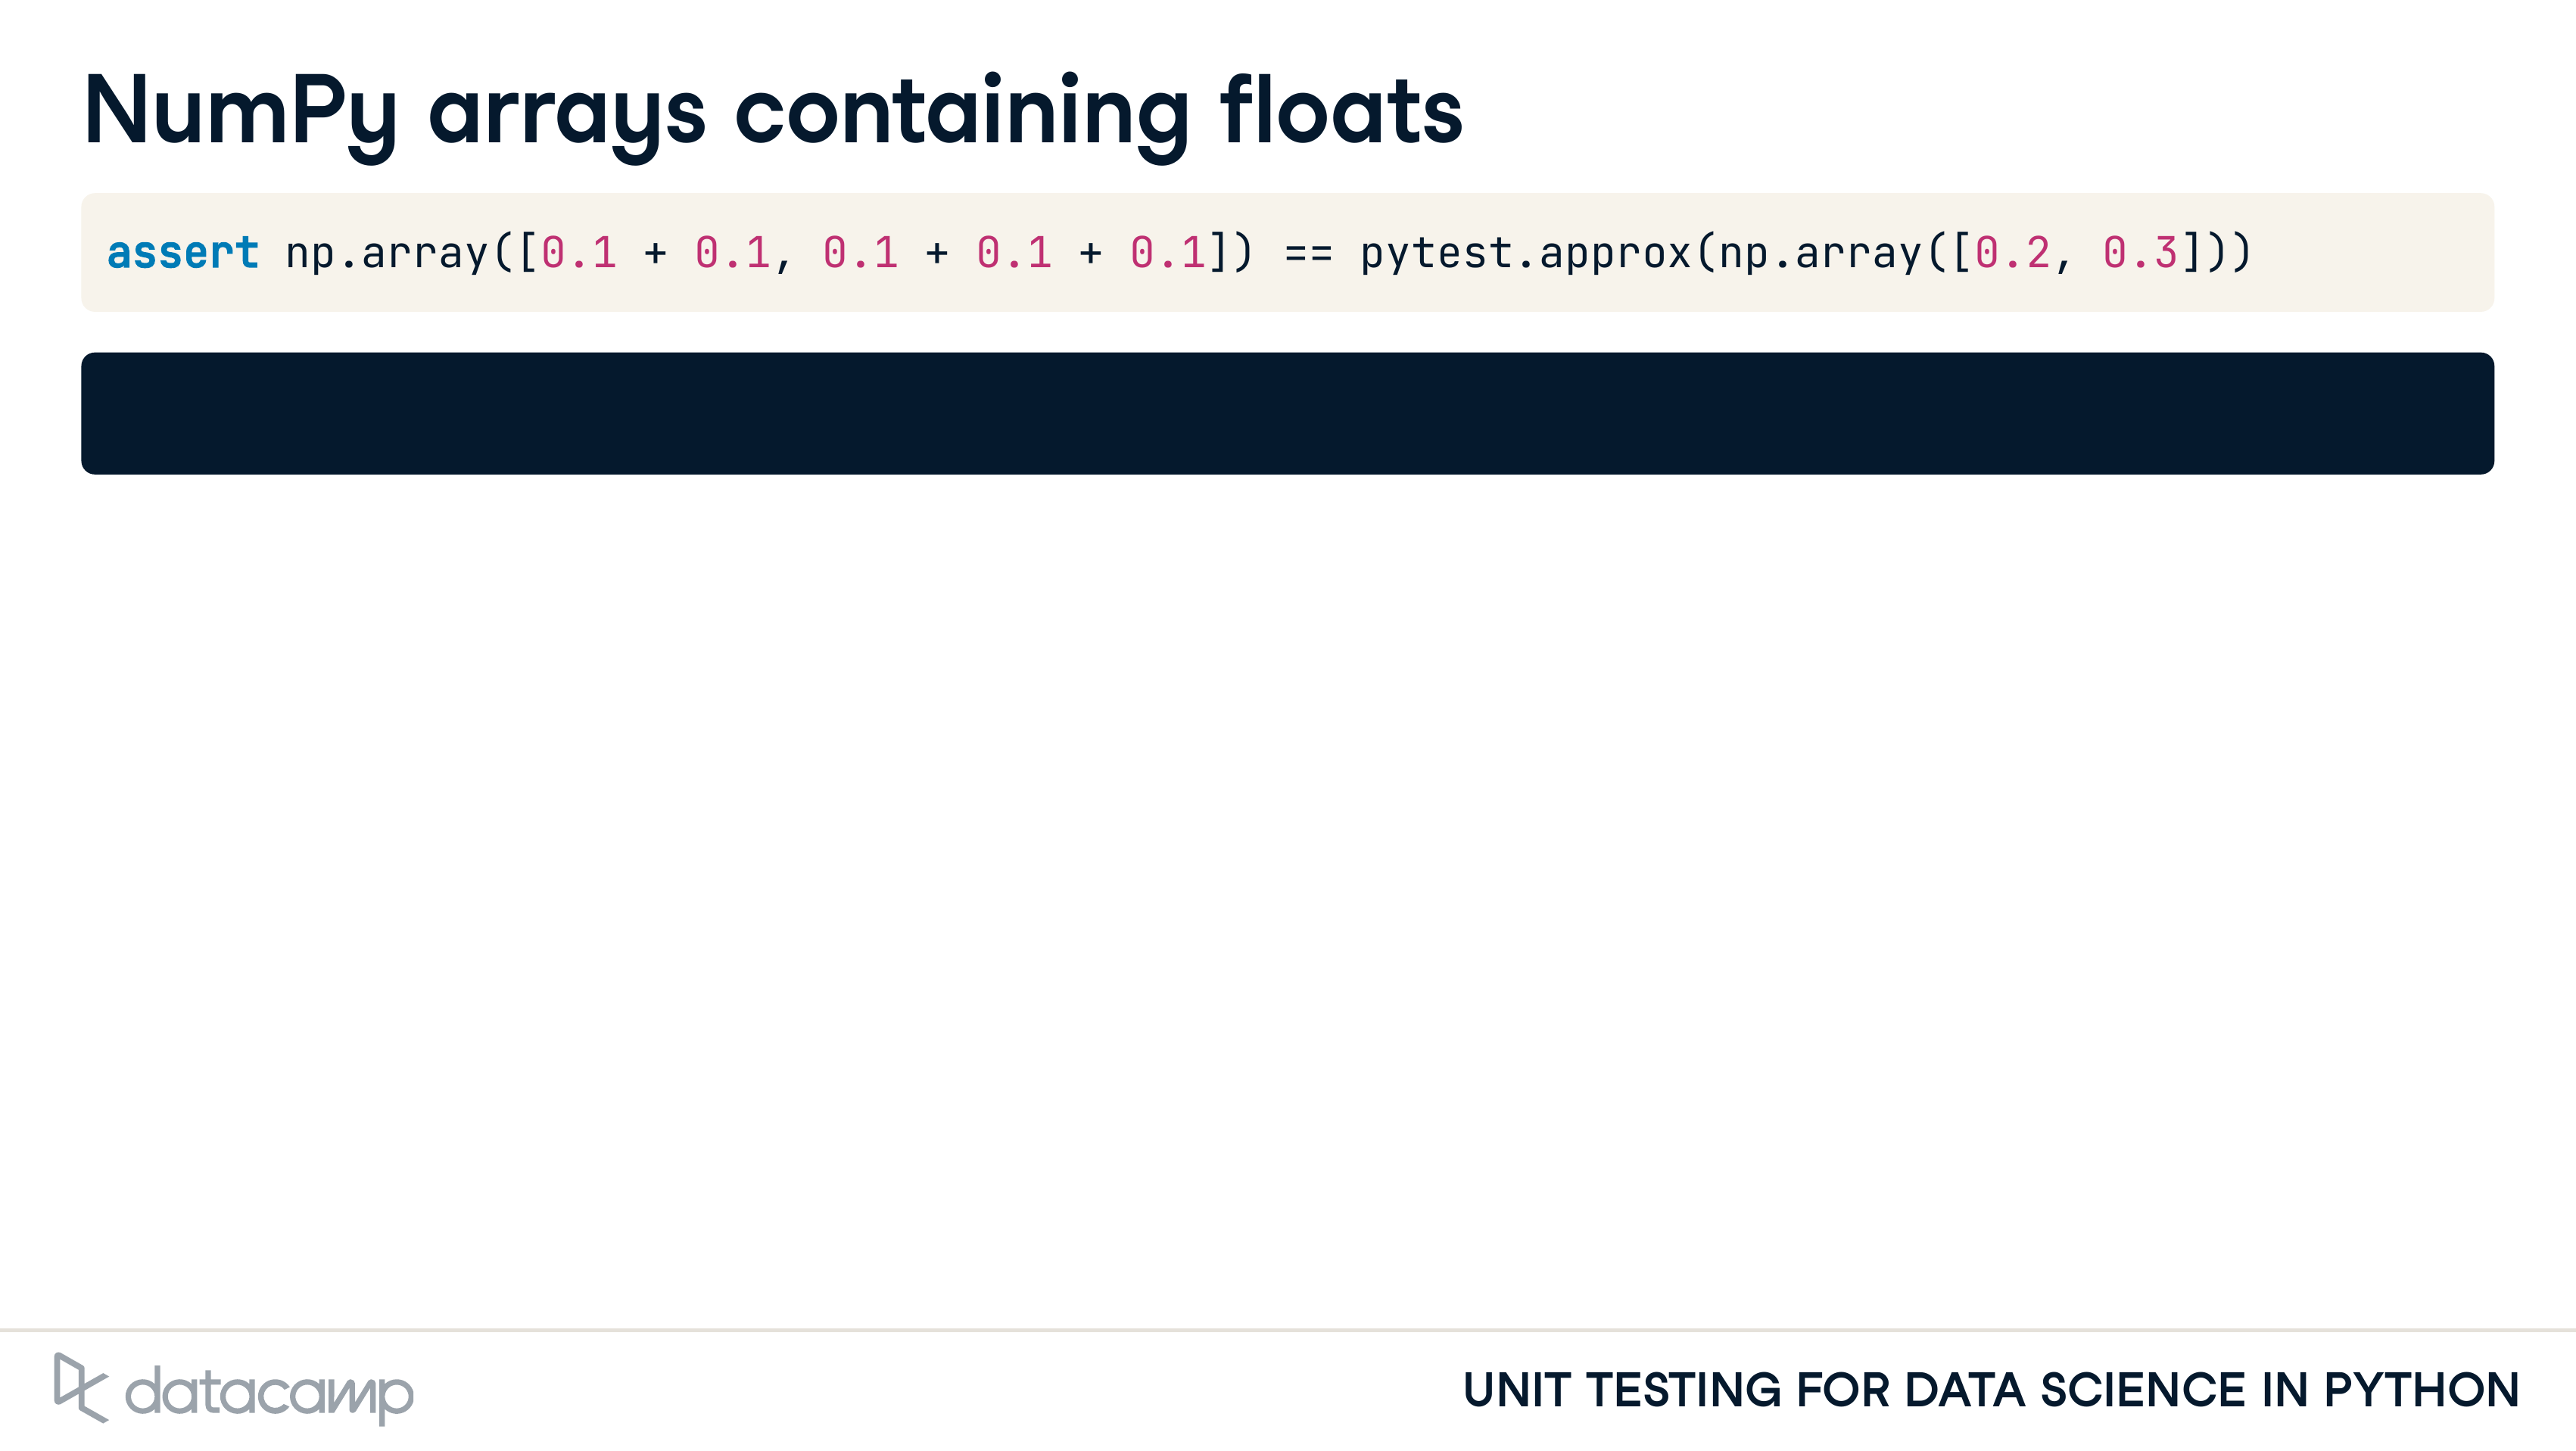 NumPy arrays containing floats
assert np.array([0.1 + 0.1, 0.1 + 0.1 + 0.1]) == pytest.approx(np.array([0.2, 0.3]))
datacamp
UNIT TESTING FOR DATA SCIENCE IN PYTHON